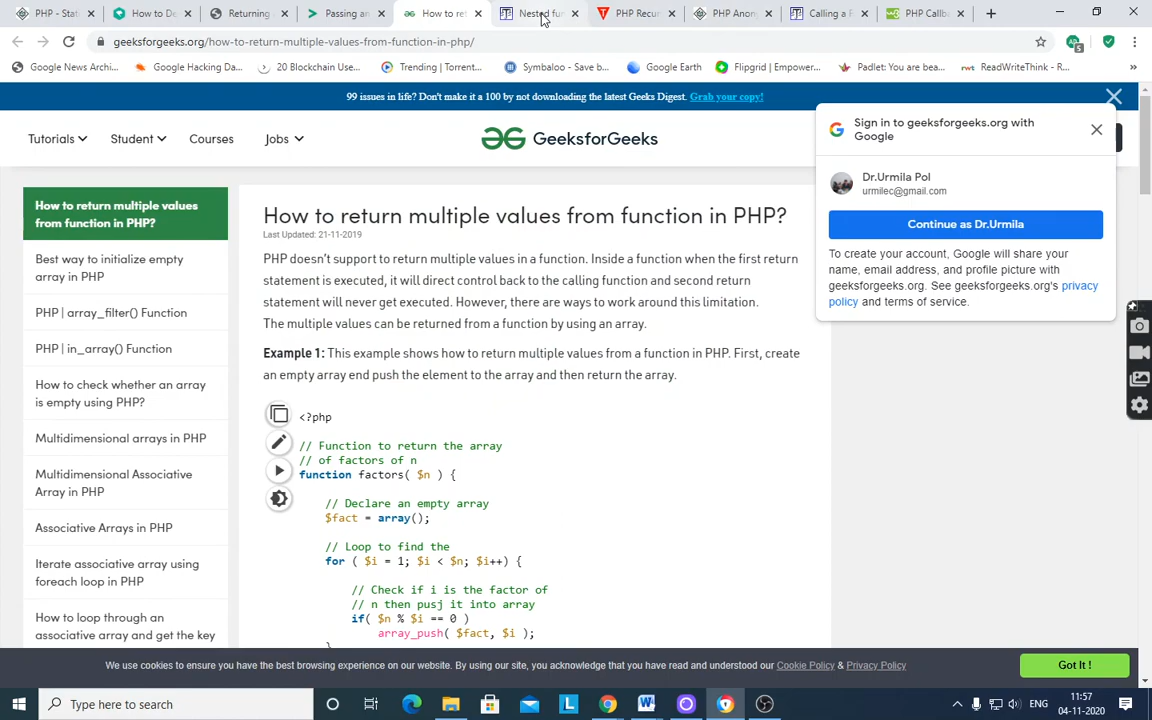 PHP - Stat
How to De
Returning
Passing an
How to ret
Nested fun
PHP Recur
PHP Anon
Calling a F
PHP Callb
geeksforgeeks.org/how-to-return-multiple-values-from-function-in-php/
Google News Archi...
Google Hacking Da...
20 Blockchain Use...
Trending | Torrent...
Symbaloo - Save b...
Google Earth
Flipgrid | Empower...
Padlet: You are bea...
ReadWriteThink - R...
99 issues in life? Don't make it a 100 by not downloading the latest Geeks Digest. Grab your copy!
Tutorials
Student
Courses
Jobs
GeeksforGeeks
Sign in to geeksforgeeks.org with
Google
Dr.Urmila Pol
urmilec@gmail.com
Continue as Dr.Urmila
To create your account, Google will share your
name, email address, and profile picture with
geeksforgeeks.org. See geeksforgeeks.org's privacy
policy and terms of service.
How to return multiple values
from function in PHP?
Best way to initialize empty
array in PHP
PHP | array_filter() Function
PHP | in_array() Function
How to check whether an array
is empty using PHP?
Multidimensional arrays in PHP
Multidimensional Associative
Array in PHP
Associative Arrays in PHP
Iterate associative array using
foreach loop in PHP
How to loop through an
associative array and get the key
How to return multiple values from function in PHP?
Last Updated: 21-11-2019
PHP doesn't support to return multiple values in a function. Inside a function when the first return
statement is executed, it will direct control back to the calling function and second return
statement will never get executed. However, there are ways to work around this limitation.
The multiple values can be returned from a function by using an array.
Example 1: This example shows how to return multiple values from a function in PHP. First, create
an empty array end push the element to the array and then return the array.
<?php
// Function to return the array
// of factors of n
function factors( $n ) {
// Declare an empty array
$fact = array();
// Loop to find the
for ( $i = 1; $i < $n; $i++) {
// Check if i is the factor of
// n then pusj it into array
if( $n % $i == 0 )
array_push( $fact, $i );
}
We use cookies to ensure you have the best browsing experience on our website. By using our site, you acknowledge that you have read and understood our Cookie Policy & Privacy Policy
Got It !
Type here to search
ENG
11:57
04-11-2020